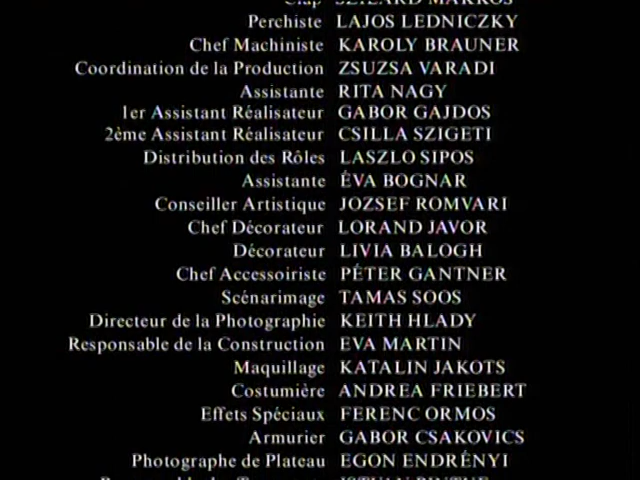 Clap SZILARD MARKOS
Perchiste LAJOS LEDNICZKY
Chef Machiniste KAROLY BRAUNER
Coordination de la Production ZSUZSA VARADI
Assistante RITA NAGY
1er Assistant Réalisateur GABOR GAJDOS
2ème Assistant Réalisateur CSILLA SZIGETI
Distribution des Rôles LASZLO SIPOS
Assistante ÉVA BOGNAR
Conseiller Artistique JOZSEF ROMVARI
Chef Décorateur LORAND JAVOR
Décorateur LIVIA BALOGH
Chef Accessoiriste PÉTER GANTNER
Scénarimage TAMAS SOOS
Directeur de la Photographie KEITH HLADY
Responsable de la Construction EVA MARTIN
Maquillage KATALIN JAKOTS
Costumière ANDREA FRIEBERT
Effets Spéciaux FERENC ORMOS
Armurier GABOR CSAKOVICS
Photographe de Plateau EGON ENDRÉNYI